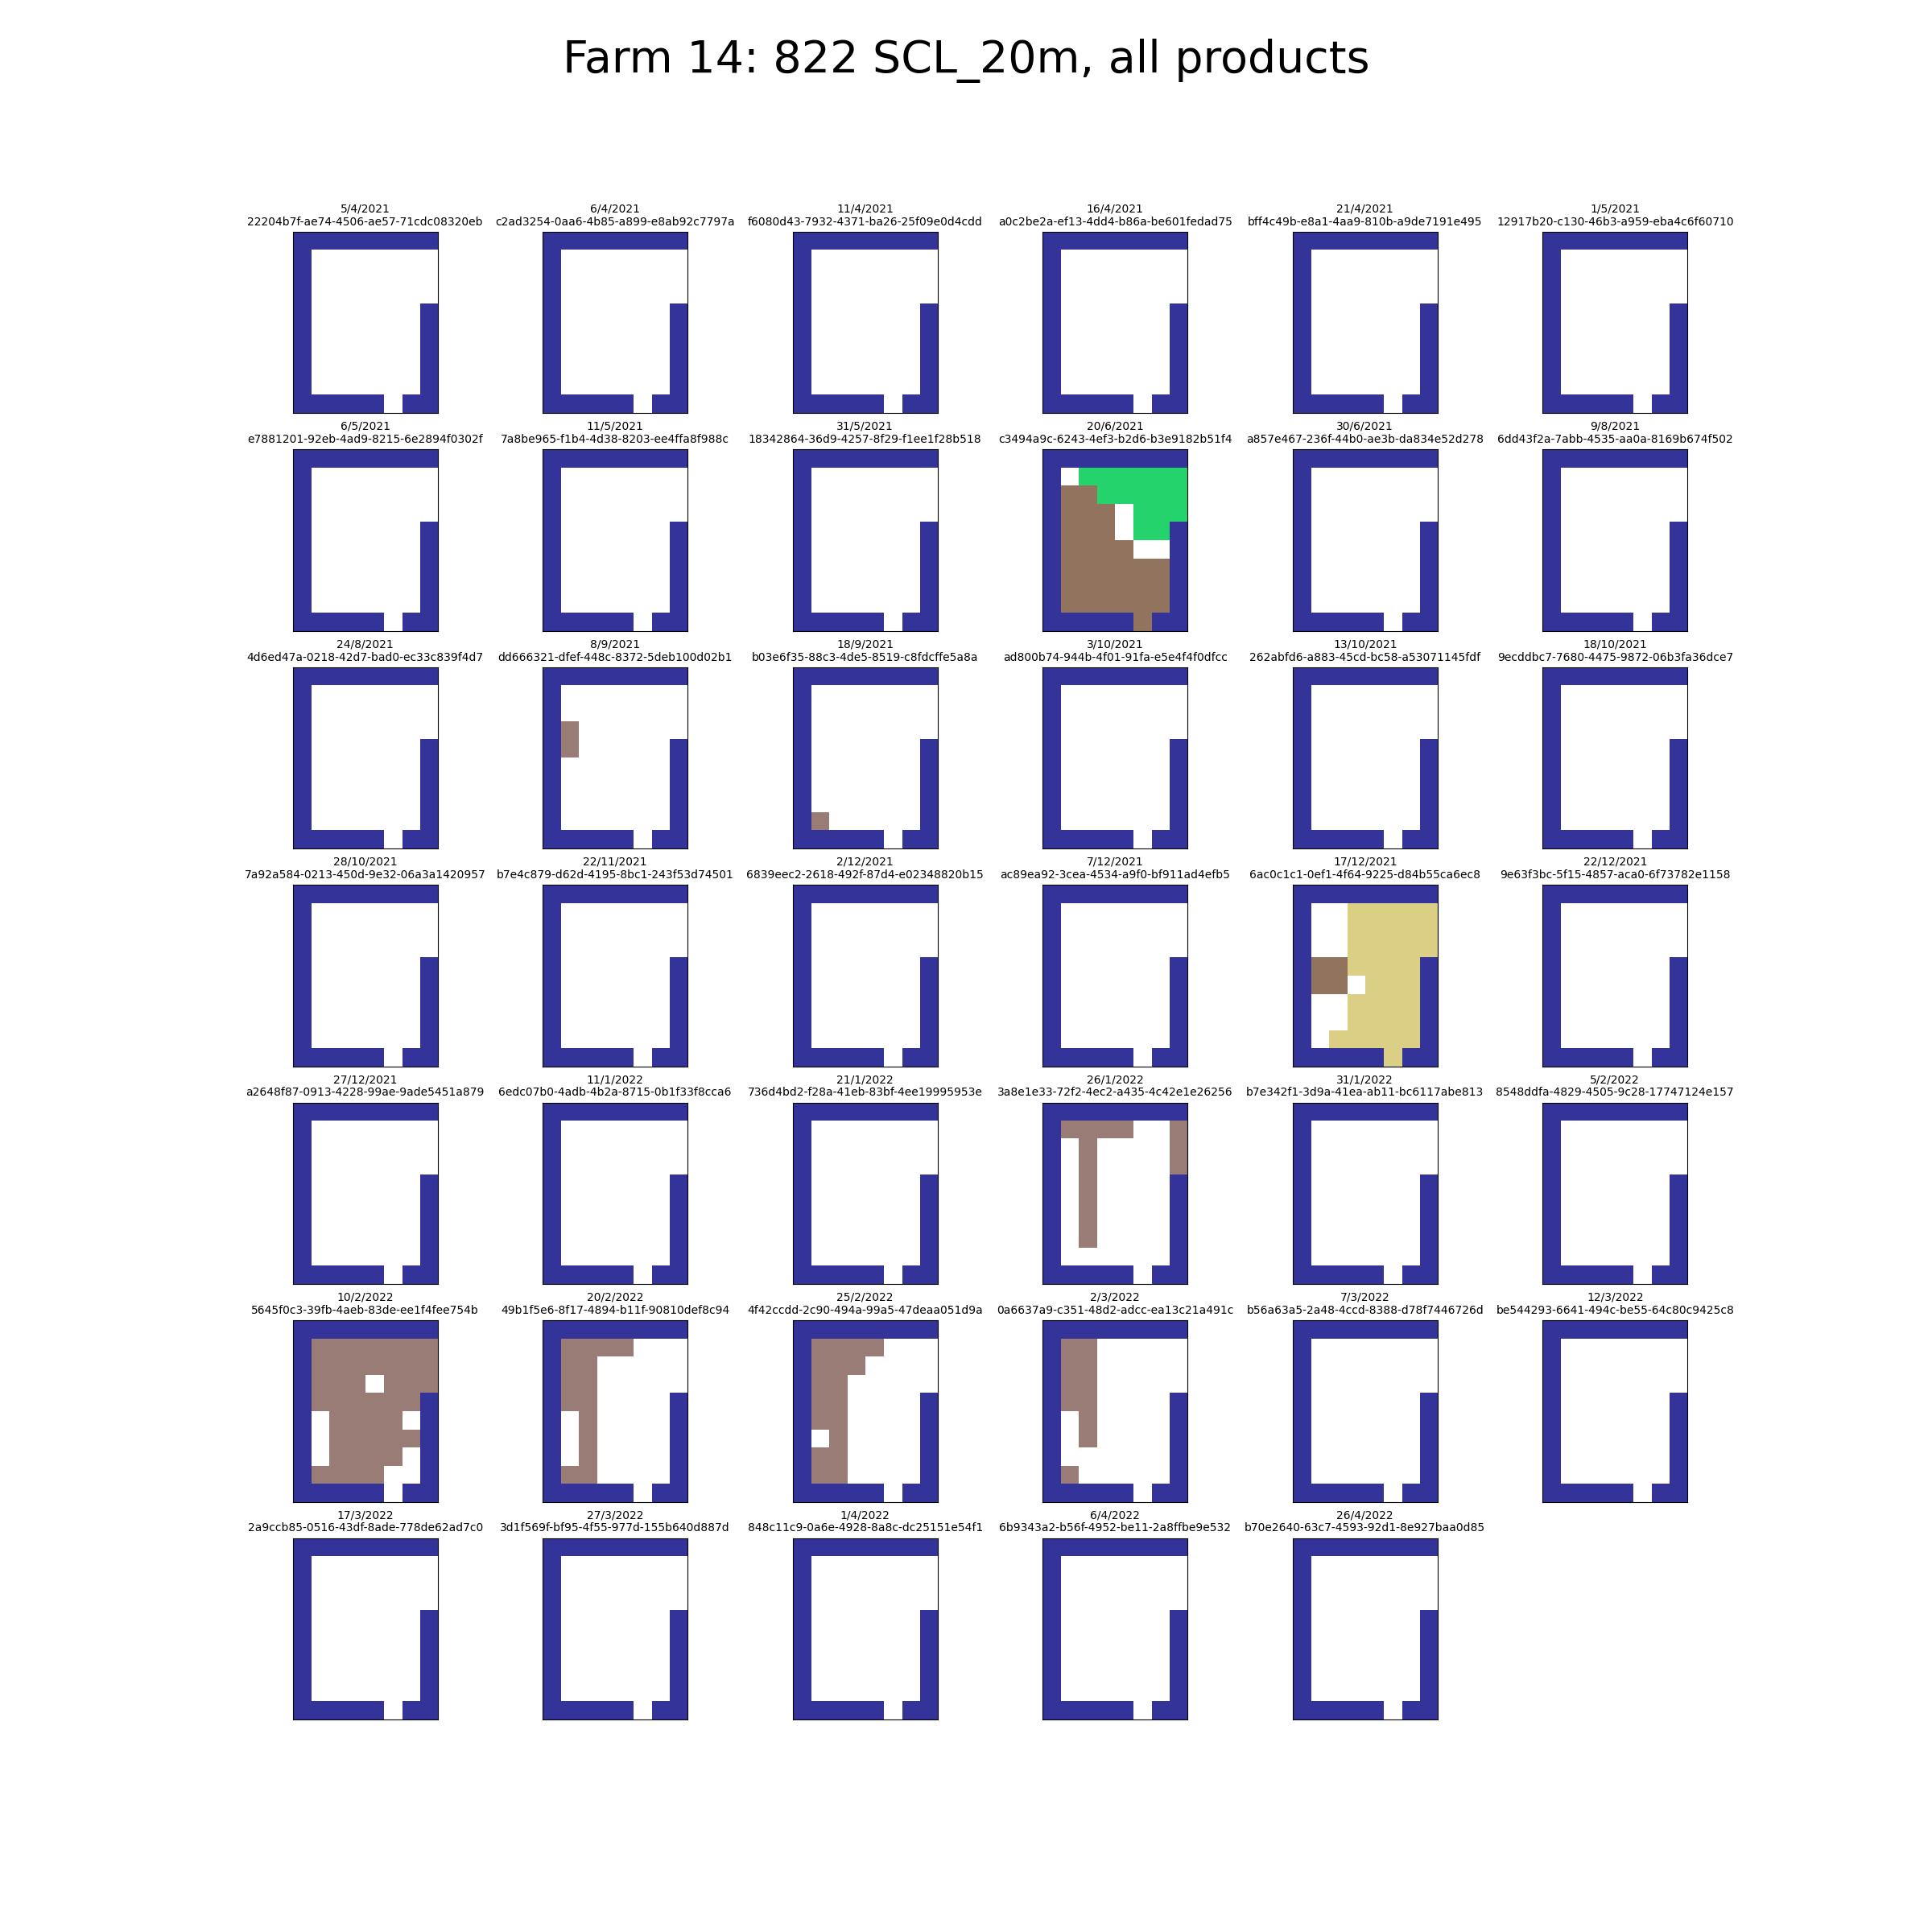 Farm 14: 822 SCL_20m, all products
5/4/2021
22204b7f-ae74-4506-ae57-71cdc08320eb
6/4/2021
c2ad3254-0aa6-4b85-a899-e8ab92c7797a
11/4/2021
f6080d43-7932-4371-ba26-25f09e0d4cdd
16/4/2021
a0c2be2a-ef13-4dd4-b86a-be601fedad75
21/4/2021
bff4c49b-e8a1-4aa9-810b-a9de7191e495
1/5/2021
12917b20-c130-46b3-a959-eba4c6f60710
6/5/2021
e7881201-92eb-4ad9-8215-6e2894f0302f
11/5/2021
7a8be965-f1b4-4d38-8203-ee4ffa8f988c
31/5/2021
18342864-36d9-4257-8f29-f1ee1f28b518
20/6/2021
c3494a9c-6243-4ef3-b2d6-b3e9182b51f4
30/6/2021
a857e467-236f-44b0-ae3b-da834e52d278
9/8/2021
6dd43f2a-7abb-4535-aa0a-8169b674f502
24/8/2021
4d6ed47a-0218-42d7-bad0-ec33c839f4d7
8/9/2021
dd666321-dfef-448c-8372-5deb100d02b1
18/9/2021
b03e6f35-88c3-4de5-8519-c8fdcffe5a8a
3/10/2021
ad800b74-944b-4f01-91fa-e5e4f4f0dfcc
13/10/2021
262abfd6-a883-45cd-bc58-a53071145fdf
18/10/2021
9ecddbc7-7680-4475-9872-06b3fa36dce7
28/10/2021
7a92a584-0213-450d-9e32-06a3a1420957
22/11/2021
b7e4c879-d62d-4195-8bc1-243f53d74501
2/12/2021
6839eec2-2618-492f-87d4-e02348820b15
7/12/2021
ac89ea92-3cea-4534-a9f0-bf911ad4efb5
17/12/2021
6ac0c1c1-0ef1-4f64-9225-d84b55ca6ec8
22/12/2021
9e63f3bc-5f15-4857-aca0-6f73782e1158
27/12/2021
a2648f87-0913-4228-99ae-9ade5451a879
11/1/2022
6edc07b0-4adb-4b2a-8715-0b1f33f8cca6
21/1/2022
736d4bd2-f28a-41eb-83bf-4ee19995953e
26/1/2022
3a8e1e33-72f2-4ec2-a435-4c42e1e26256
31/1/2022
b7e342f1-3d9a-41ea-ab11-bc6117abe813
5/2/2022
8548ddfa-4829-4505-9c28-17747124e157
10/2/2022
5645f0c3-39fb-4aeb-83de-ee1f4fee754b
20/2/2022
49b1f5e6-8f17-4894-b11f-90810def8c94
25/2/2022
4f42ccdd-2c90-494a-99a5-47deaa051d9a
2/3/2022
0a6637a9-c351-48d2-adcc-ea13c21a491c
7/3/2022
b56a63a5-2a48-4ccd-8388-d78f7446726d
12/3/2022
be544293-6641-494c-be55-64c80c9425c8
17/3/2022
2a9ccb85-0516-43df-8ade-778de62ad7c0
27/3/2022
3d1f569f-bf95-4f55-977d-155b640d887d
1/4/2022
848c11c9-0a6e-4928-8a8c-dc25151e54f1
6/4/2022
6b9343a2-b56f-4952-be11-2a8ffbe9e532
26/4/2022
b70e2640-63c7-4593-92d1-8e927baa0d85